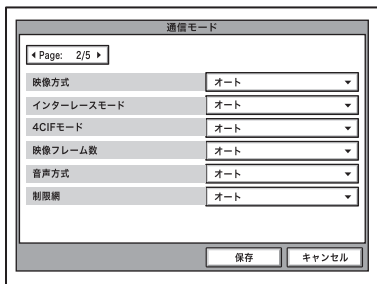 通信モード
Page: 2/5
映像方式 オート
インターレースモード オート
4CIFモード オート
映像フレーム数 オート
音声方式 オート
制限網 オート
保存 キャンセル